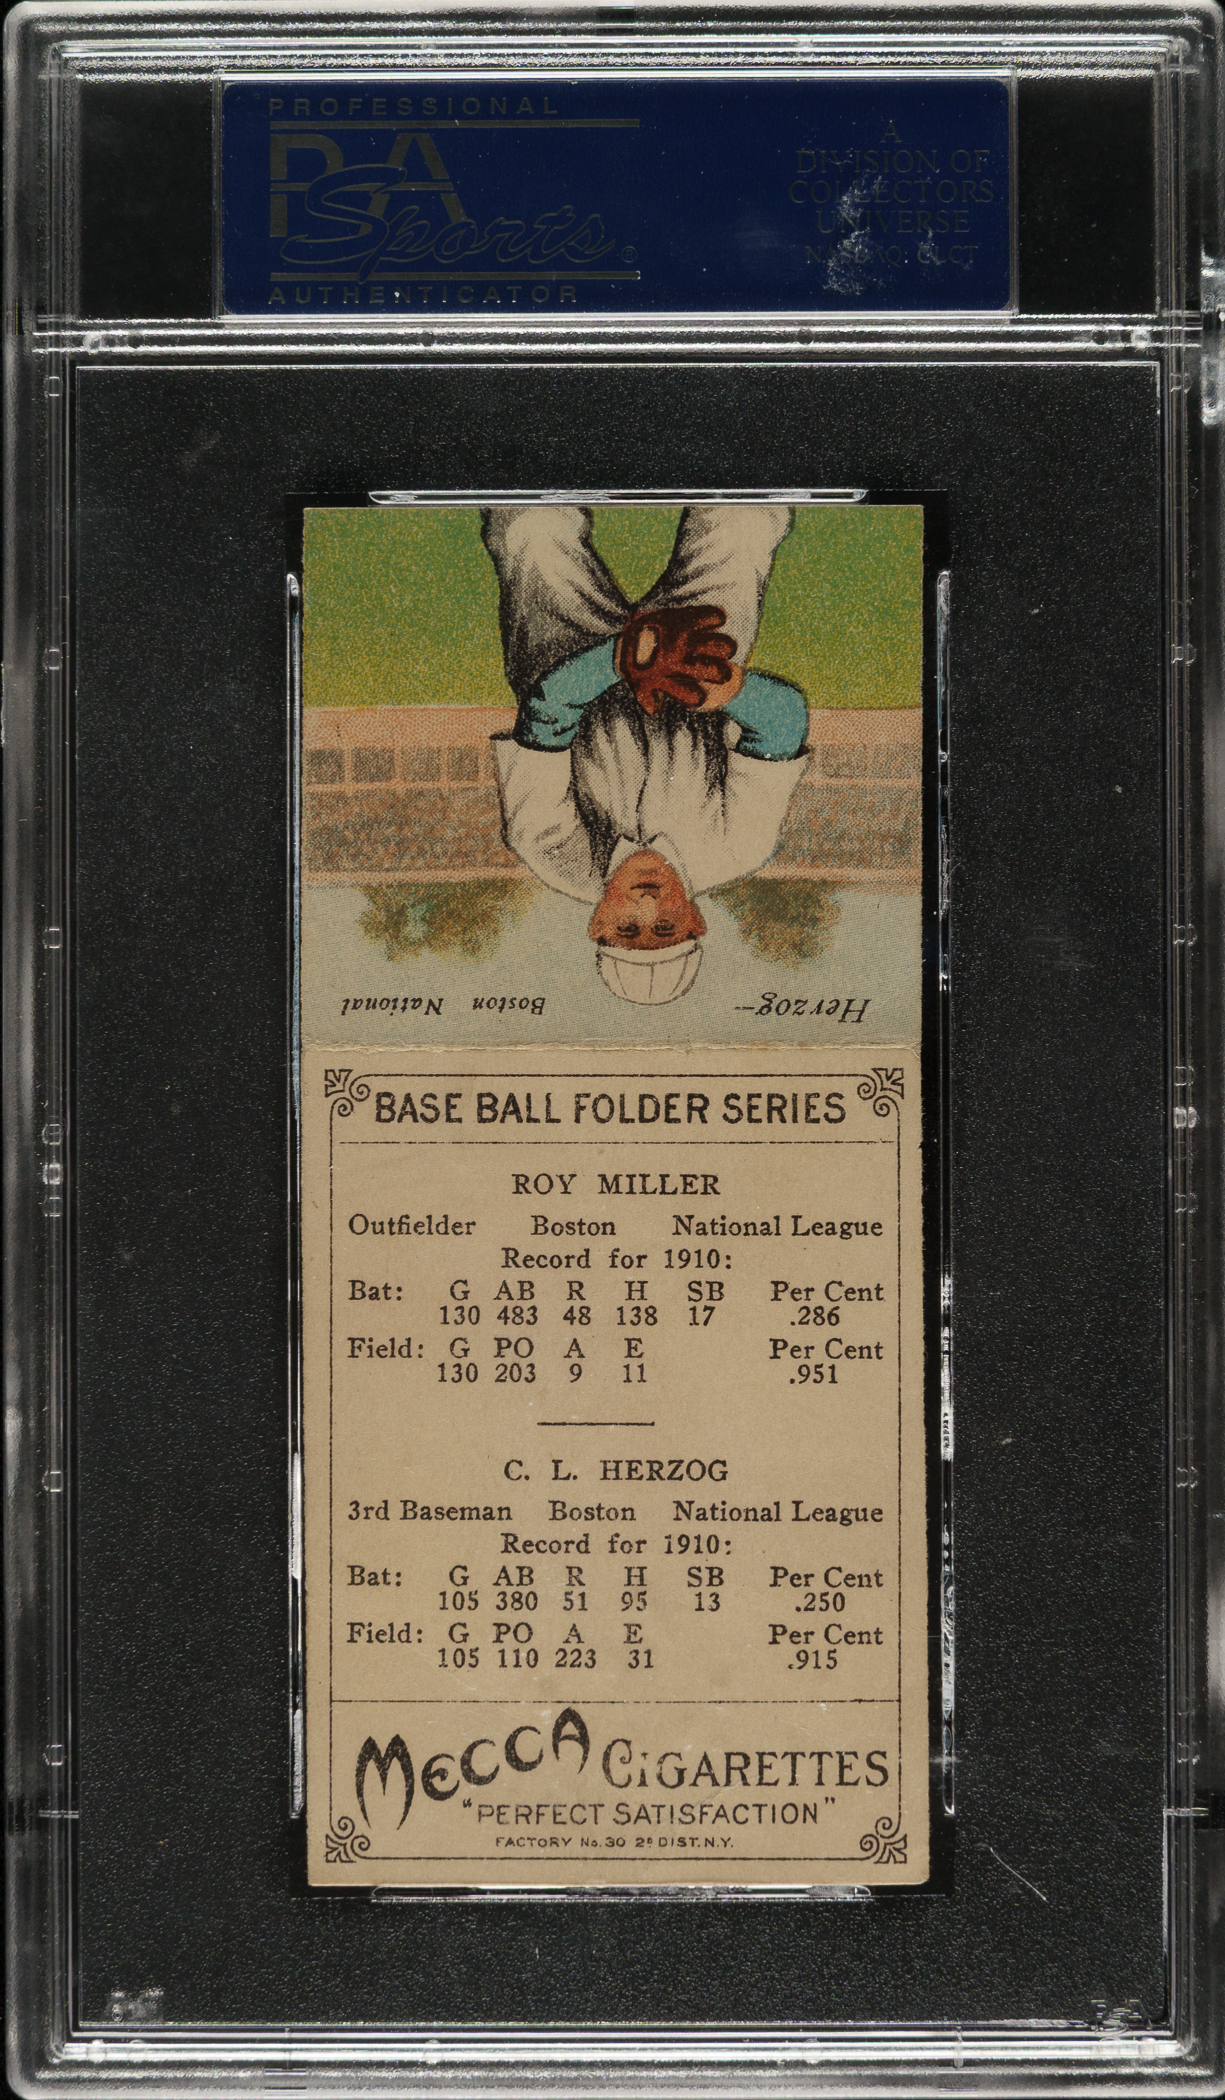 PROFESSIONAL
PSA
Sports®
AUTHENTICATOR
A
DIVISION OF
COLLECTORS
UNIVERSE
NASDAQ: CLCT
Herzog— Boston National
BASE BALL FOLDER SERIES
ROY MILLER
Outfielder Boston National League
Record for 1910:
Bat: G AB R H SB Per Cent
130 483 48 138 17 .286
Field: G PO A E Per Cent
130 203 9 11 .951
C. L. HERZOG
3rd Baseman Boston National League
Record for 1910:
Bat: G AB R H SB Per Cent
105 380 51 95 13 .250
Field: G PO A E Per Cent
105 110 223 31 .915
MECCA CIGARETTES
"PERFECT SATISFACTION"
FACTORY No. 30 2D DIST. N.Y.
PSA